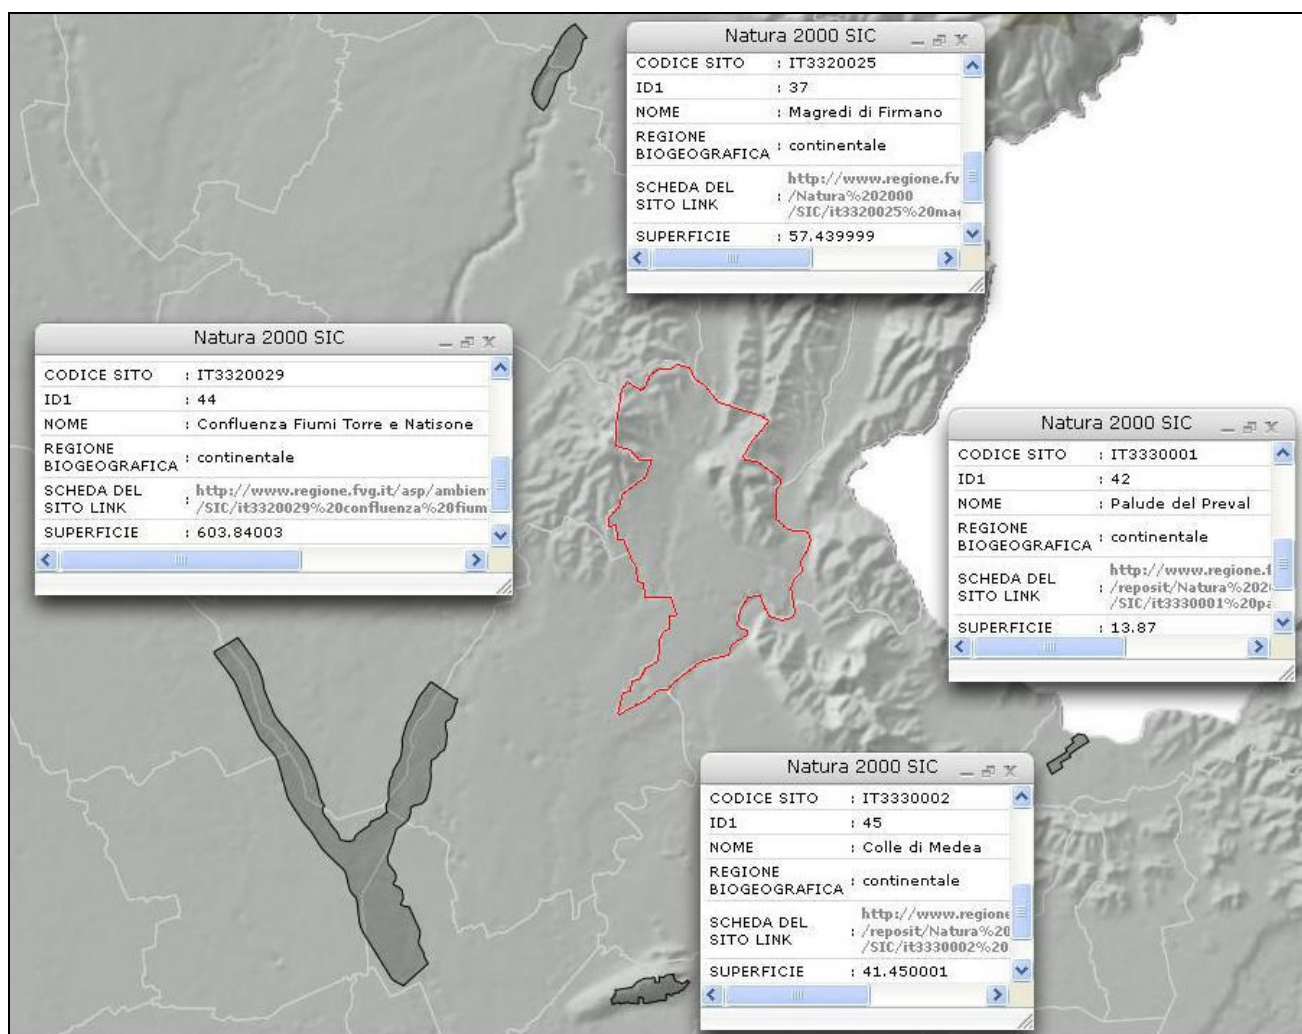 Natura 2000 SIC
CODICE SITO : IT3320025
ID1 : 37
NOME : Magredi di Firmano
REGIONE
BIOGEOGRAFICA : continentale
http://www.regione.fv
SCHEDA DEL
SITO LINK : /Natura%202000
/SIC/it3320025%20ma
SUPERFICIE : 57.439999
Natura 2000 SIC
CODICE SITO : IT3320029
ID1 : 44
NOME : Confluenza Fiumi Torre e Natisone
REGIONE
BIOGEOGRAFICA : continentale
SCHEDA DEL : http://www.regione.fvg.it/asp/ambien
SITO LINK /SIC/it3320029%20confluenza%20fium
SUPERFICIE : 603.84003
Natura 2000 SIC
CODICE SITO : IT3330001
ID1 : 42
NOME : Palude del Preval
REGIONE
BIOGEOGRAFICA : continentale
http://www.regione.f
SCHEDA DEL
SITO LINK : /reposit/Natura%202
/SIC/it3330001%20pa
SUPERFICIE : 13.87
Natura 2000 SIC
CODICE SITO : IT3330002
ID1 : 45
NOME : Colle di Medea
REGIONE
BIOGEOGRAFICA : continentale
http://www.regione
SCHEDA DEL
SITO LINK : /reposit/Natura%20
/SIC/it3330002%20
SUPERFICIE : 41.450001